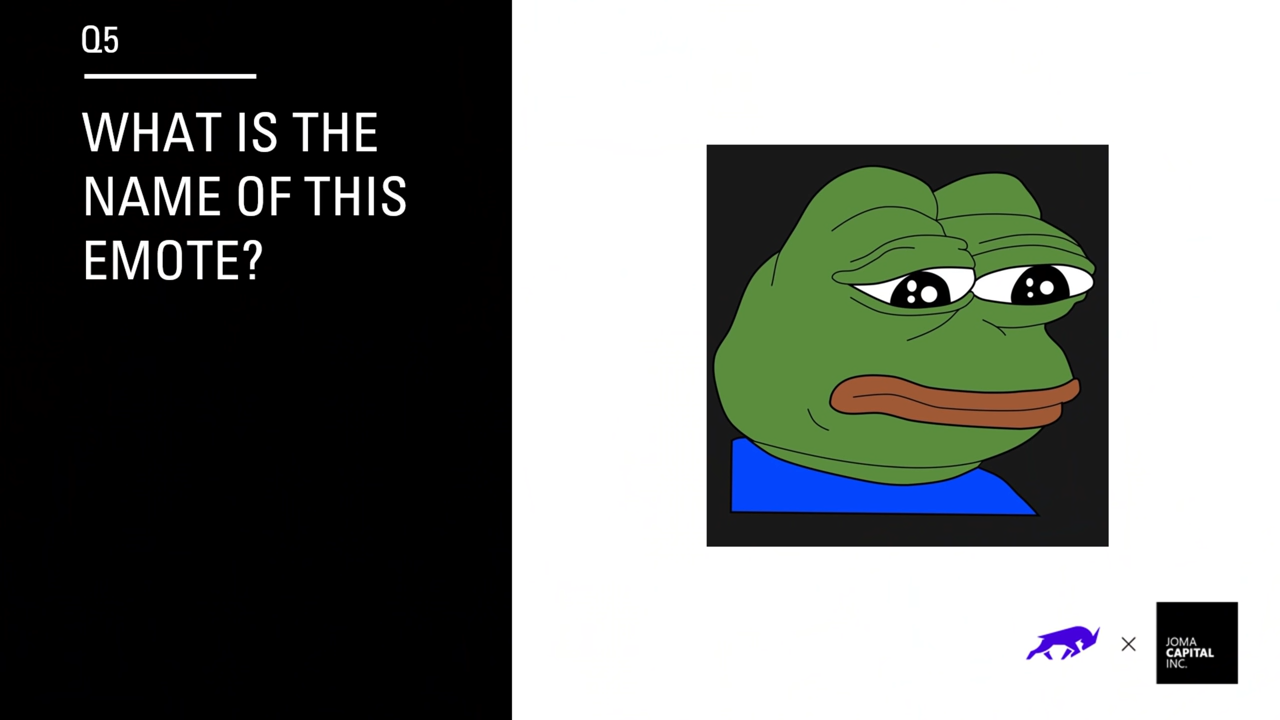 Q5
WHAT IS THE
NAME OF THIS
EMOTE?
JOMA
CAPITAL
INC.